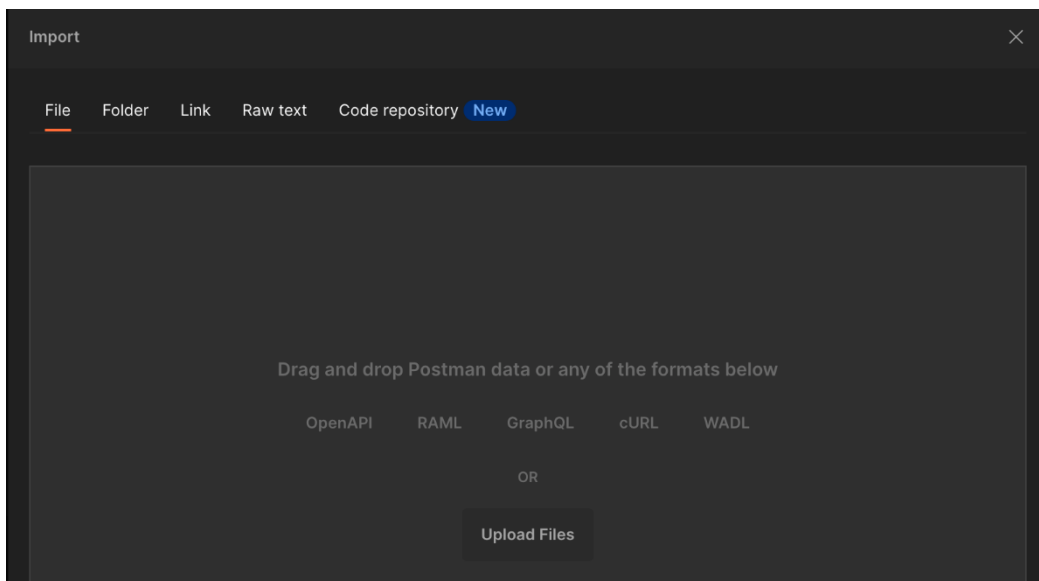 Import
File Folder Link Raw text Code repository New
Drag and drop Postman data or any of the formats below
OpenAPI RAML GraphQL cURL WADL
OR
Upload Files